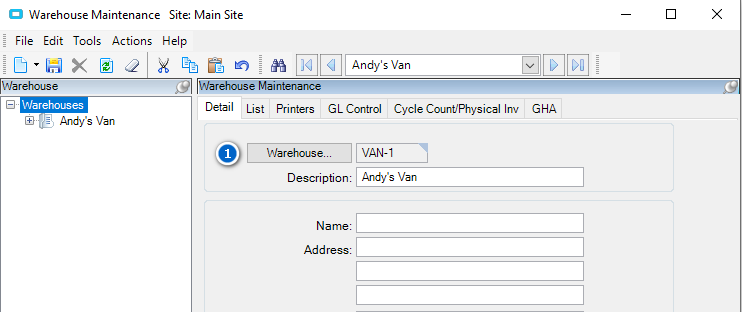 Warehouse Maintenance Site: Main Site
File Edit Tools Actions Help
Andy's Van
Warehouse
Warehouse Maintenance
Warehouses
Andy's Van
Detail List Printers GL Control Cycle Count/Physical Inv GHA
1 Warehouse... VAN-1
Description: Andy's Van
Name:
Address: